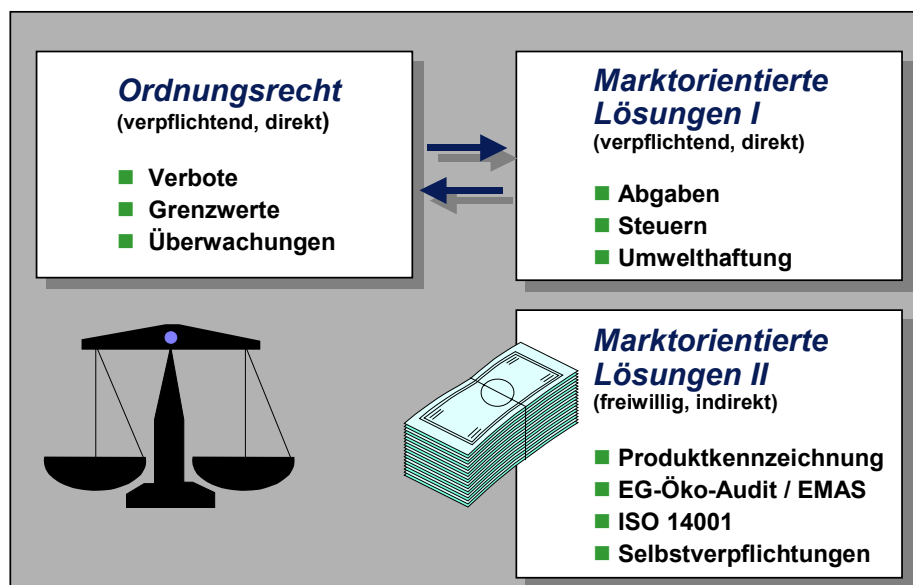 Ordnungsrecht
(verpflichtend, direkt)
Verbote
Grenzwerte
Überwachungen
Marktorientierte
Lösungen I
(verpflichtend, direkt)
Abgaben
Steuern
Umwelthaftung
Marktorientierte
Lösungen II
(freiwillig, indirekt)
Produktkennzeichnung
EG-Öko-Audit / EMAS
ISO 14001
Selbstverpflichtungen